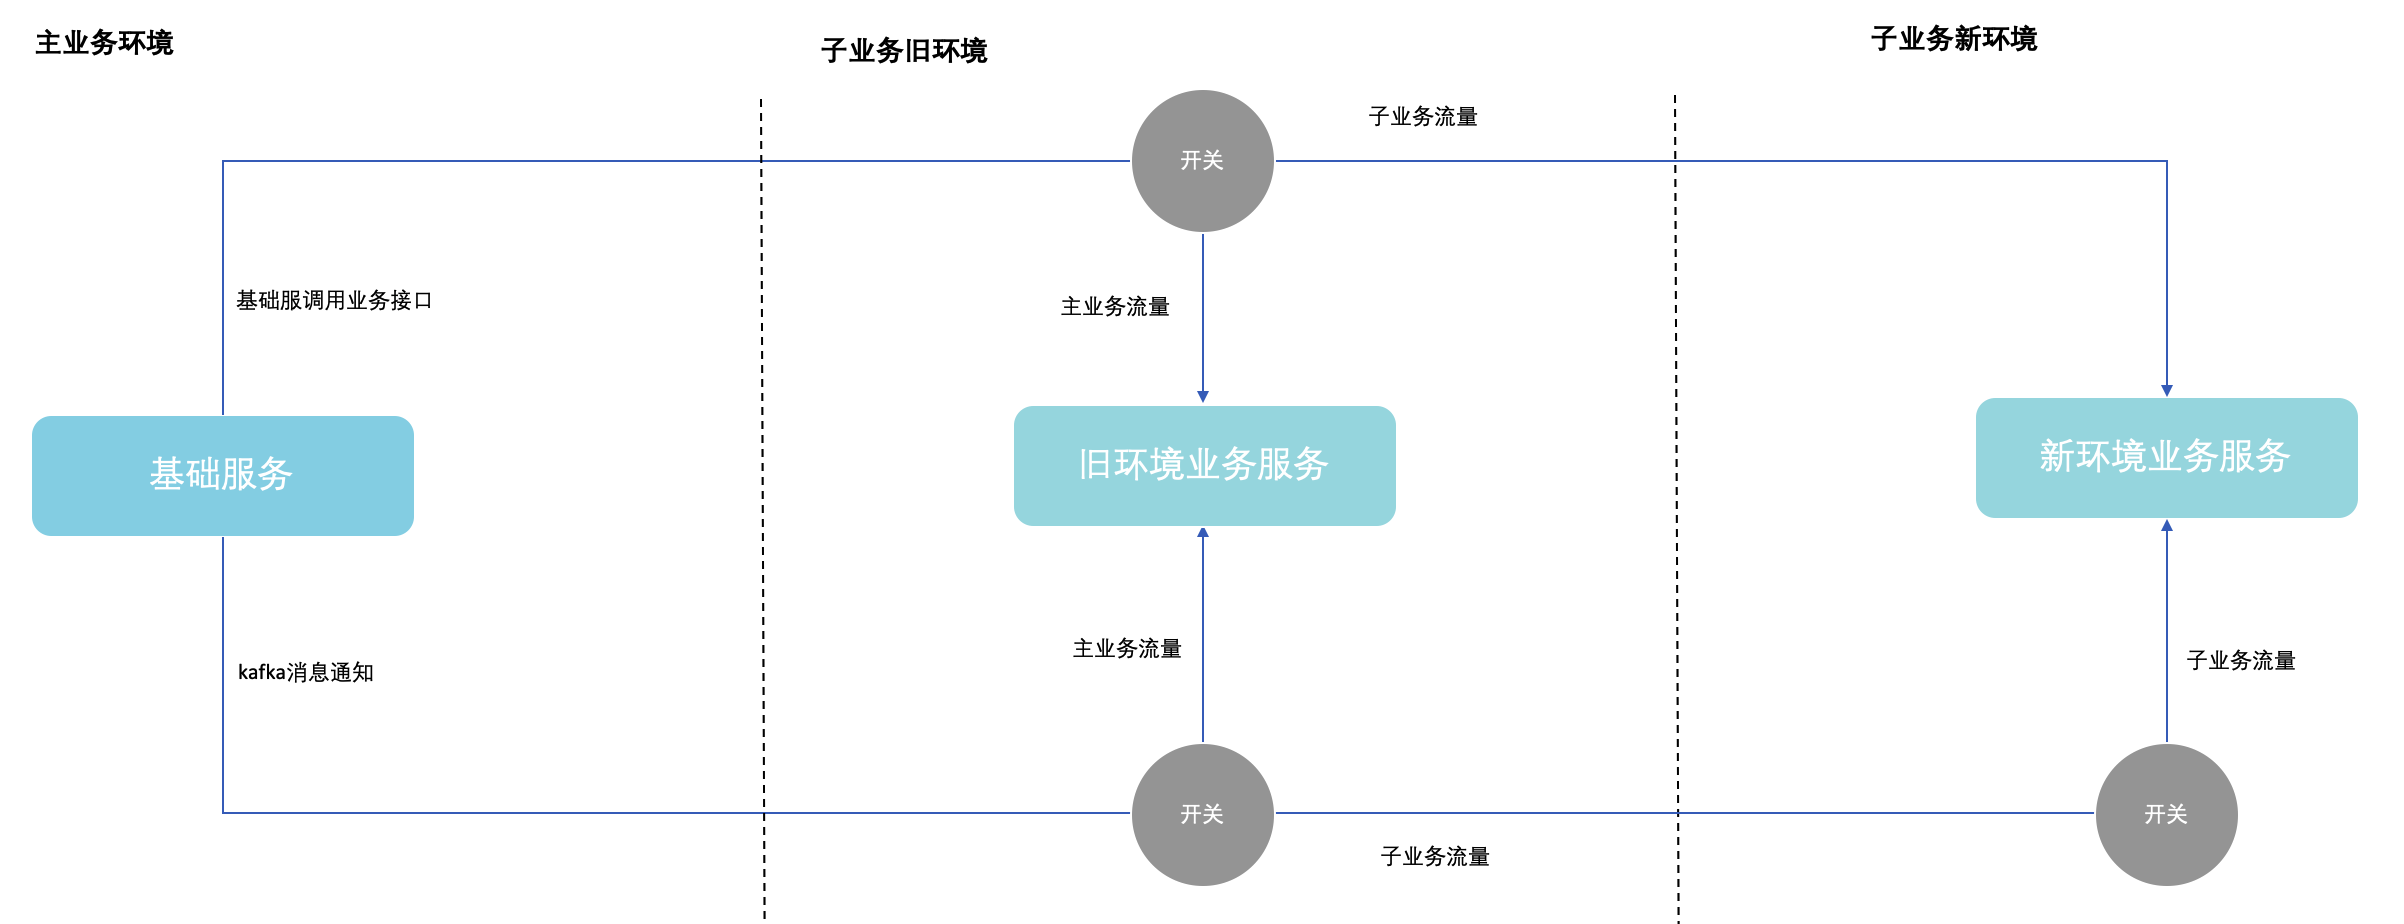 主业务环境
子业务旧环境
子业务新环境
子业务流量
开关
基础服调用业务接口
主业务流量
基础服务
旧环境业务服务
新环境业务服务
kafka消息通知
主业务流量
子业务流量
开关
开关
子业务流量